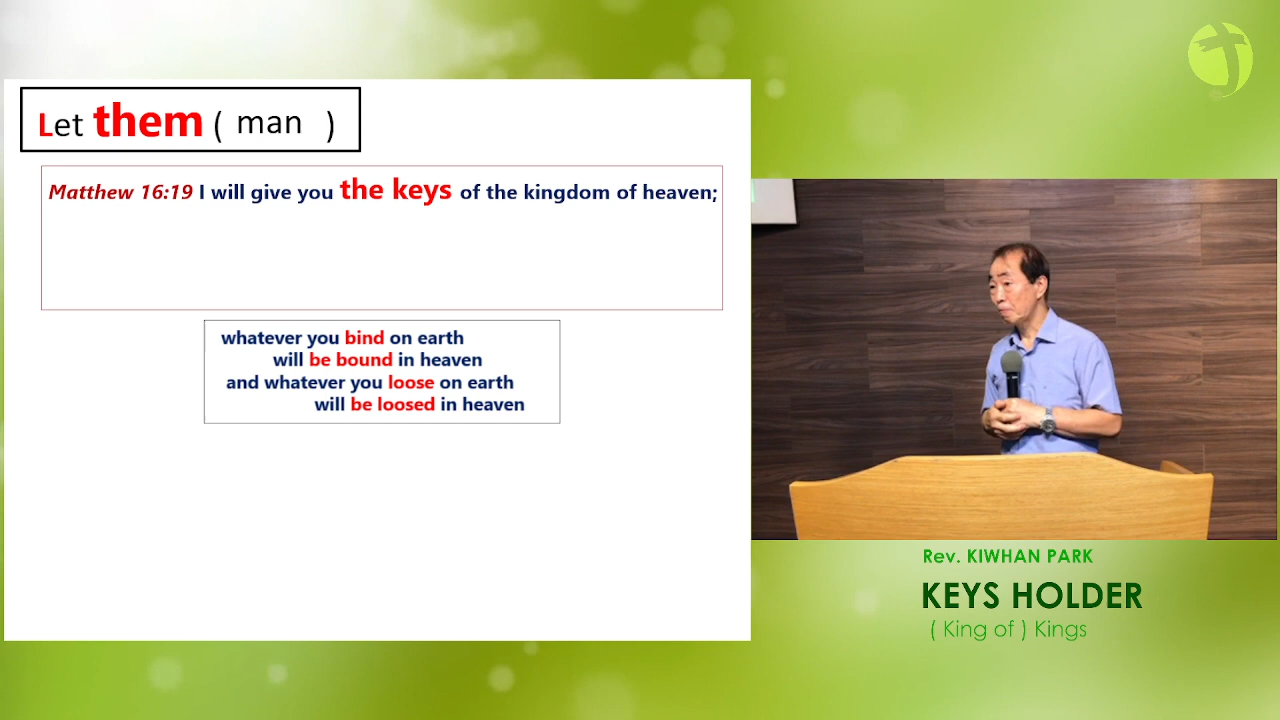 Let them ( man )
Matthew 16:19 I will give you the keys of the kingdom of heaven;
whatever you bind on earth
will be bound in heaven
and whatever you loose on earth
will be loosed in heaven
Rev. KIWHAN PARK
KEYS HOLDER
( King of ) Kings